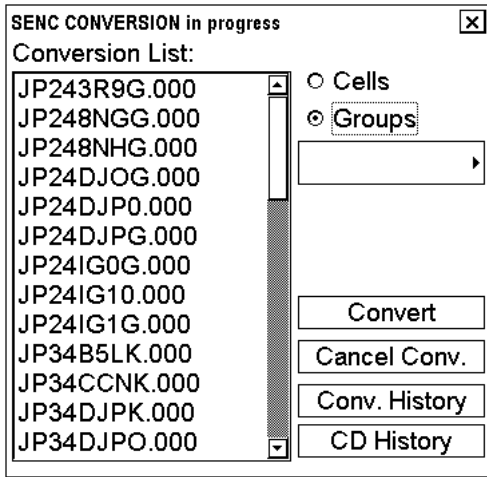 SENC CONVERSION in progress
Conversion List:
JP243R9G.000
JP248NGG.000
JP248NHG.000
JP24DJOG.000
JP24DJP0.000
JP24DJPG.000
JP24IG0G.000
JP24IG10.000
JP24IG1G.000
JP34B5LK.000
JP34CCNK.000
JP34DJPK.000
JP34DJPO.000
Cells
Groups
Convert
Cancel Conv.
Conv. History
CD History